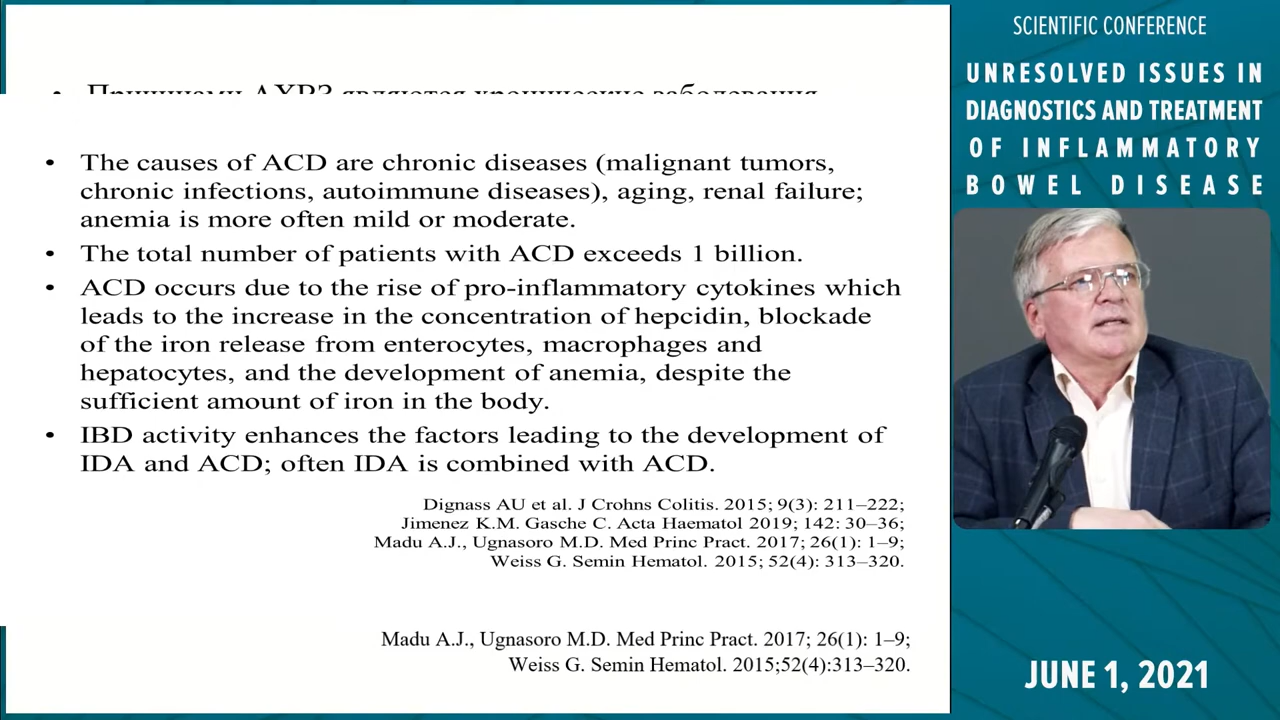 • Причинами АХРЗ являются хронические заболевания
• The causes of ACD are chronic diseases (malignant tumors,
chronic infections, autoimmune diseases), aging, renal failure;
anemia is more often mild or moderate.
• The total number of patients with ACD exceeds 1 billion.
• ACD occurs due to the rise of pro-inflammatory cytokines which
leads to the increase in the concentration of hepcidin, blockade
of the iron release from enterocytes, macrophages and
hepatocytes, and the development of anemia, despite the
sufficient amount of iron in the body.
• IBD activity enhances the factors leading to the development of
IDA and ACD; often IDA is combined with ACD.
Dignass AU et al. J Crohns Colitis. 2015; 9(3): 211–222;
Jimenez K.M. Gasche C. Acta Haematol 2019; 142: 30–36;
Madu A.J., Ugnasoro M.D. Med Princ Pract. 2017; 26(1): 1–9;
Weiss G. Semin Hematol. 2015; 52(4): 313–320.
Madu A.J., Ugnasoro M.D. Med Princ Pract. 2017; 26(1): 1–9;
Weiss G. Semin Hematol. 2015;52(4):313–320.
SCIENTIFIC CONFERENCE
UNRESOLVED ISSUES IN
DIAGNOSTICS AND TREATMENT
OF INFLAMMATORY
BOWEL DISEASE
JUNE 1, 2021